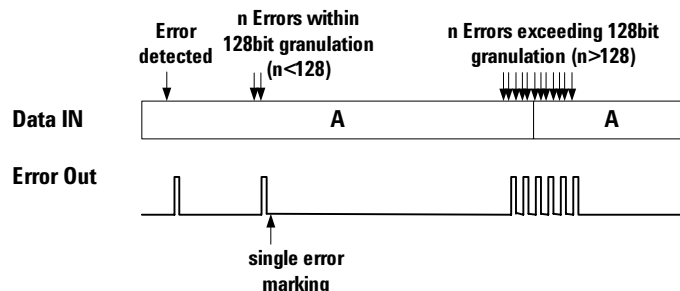 Error
detected
n Errors within
128bit granulation
(n<128)
n Errors exceeding 128bit
granulation (n>128)
Data IN
A
A
Error Out
single error
marking